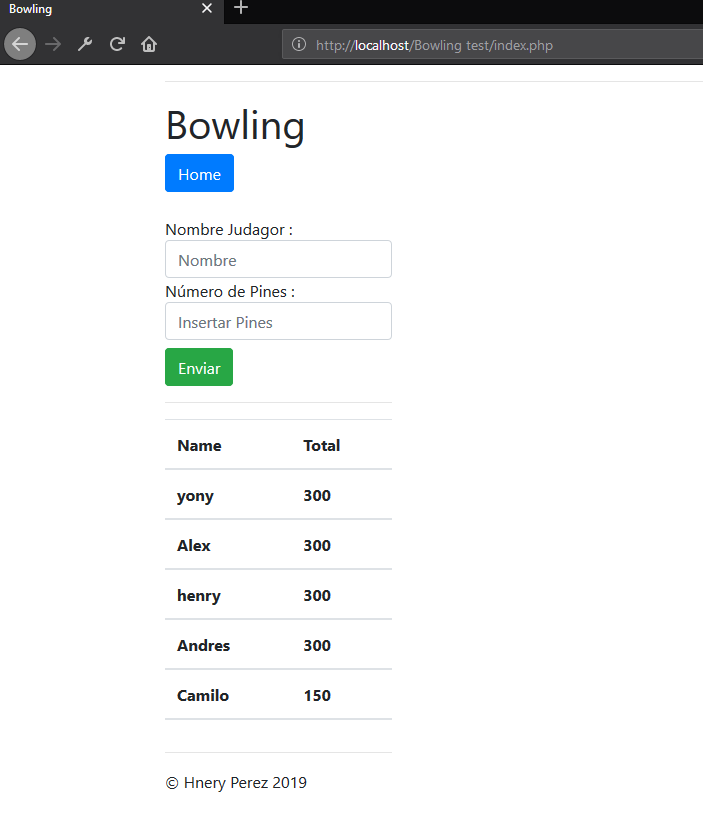 Bowling
http://localhost/Bowling test/index.php
Bowling
Home
Nombre Judagor :
Nombre
Número de Pines :
Insertar Pines
Enviar
Name Total
yony 300
Alex 300
henry 300
Andres 300
Camilo 150
© Hnery Perez 2019